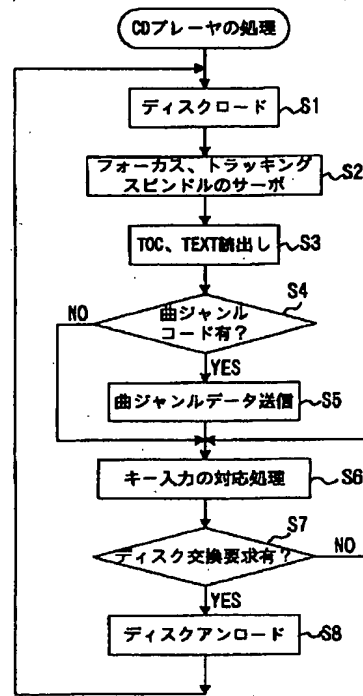 CDプレーヤの処理
ディスクロード
S1
フォーカス、トラッキング
スピンドルのサーボ
S2
TOC、TEXT読出し
S3
S4
NO
曲ジャンル
コード有?
YES
曲ジャンルデータ送信
S5
キー入力の対応処理
S6
S7
ディスク交換要求有?
NO
YES
ディスクアンロード
S8